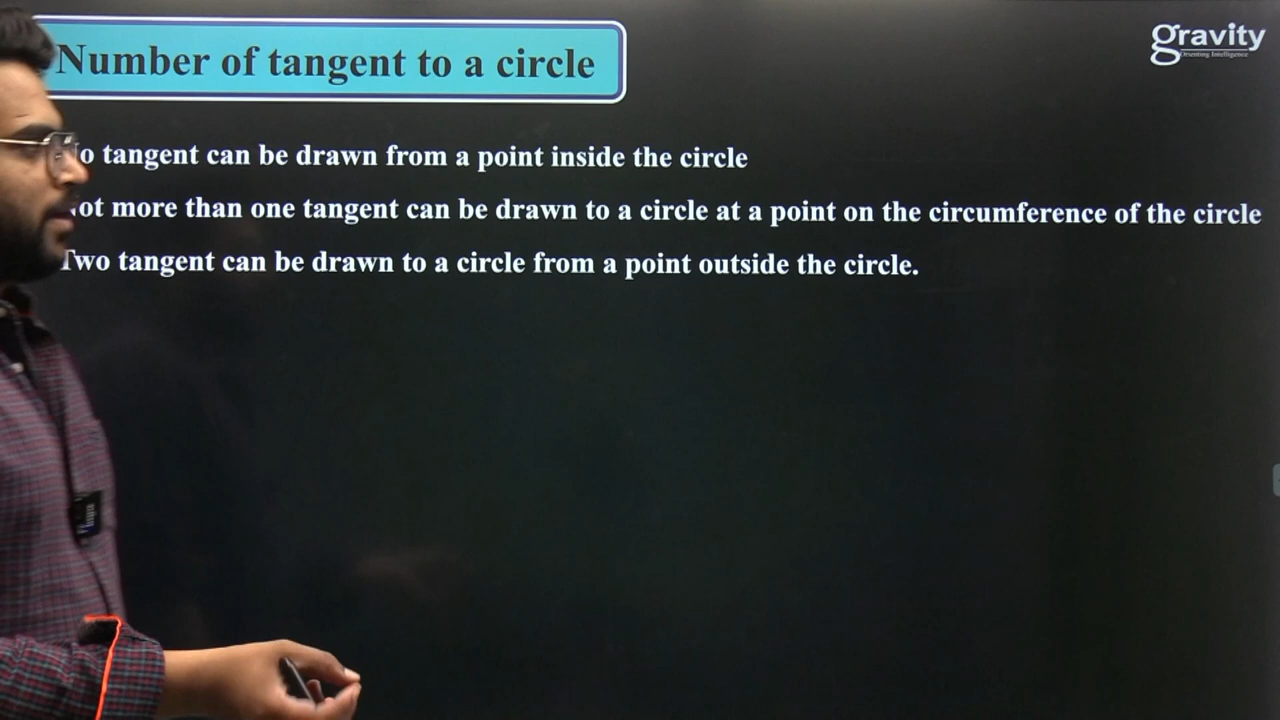 Number of tangent to a circle
gravity
Orienting Intelligence
tangent can be drawn from a point inside the circle
more than one tangent can be drawn to a circle at a point on the circumference of the circle
Two tangent can be drawn to a circle from a point outside the circle.